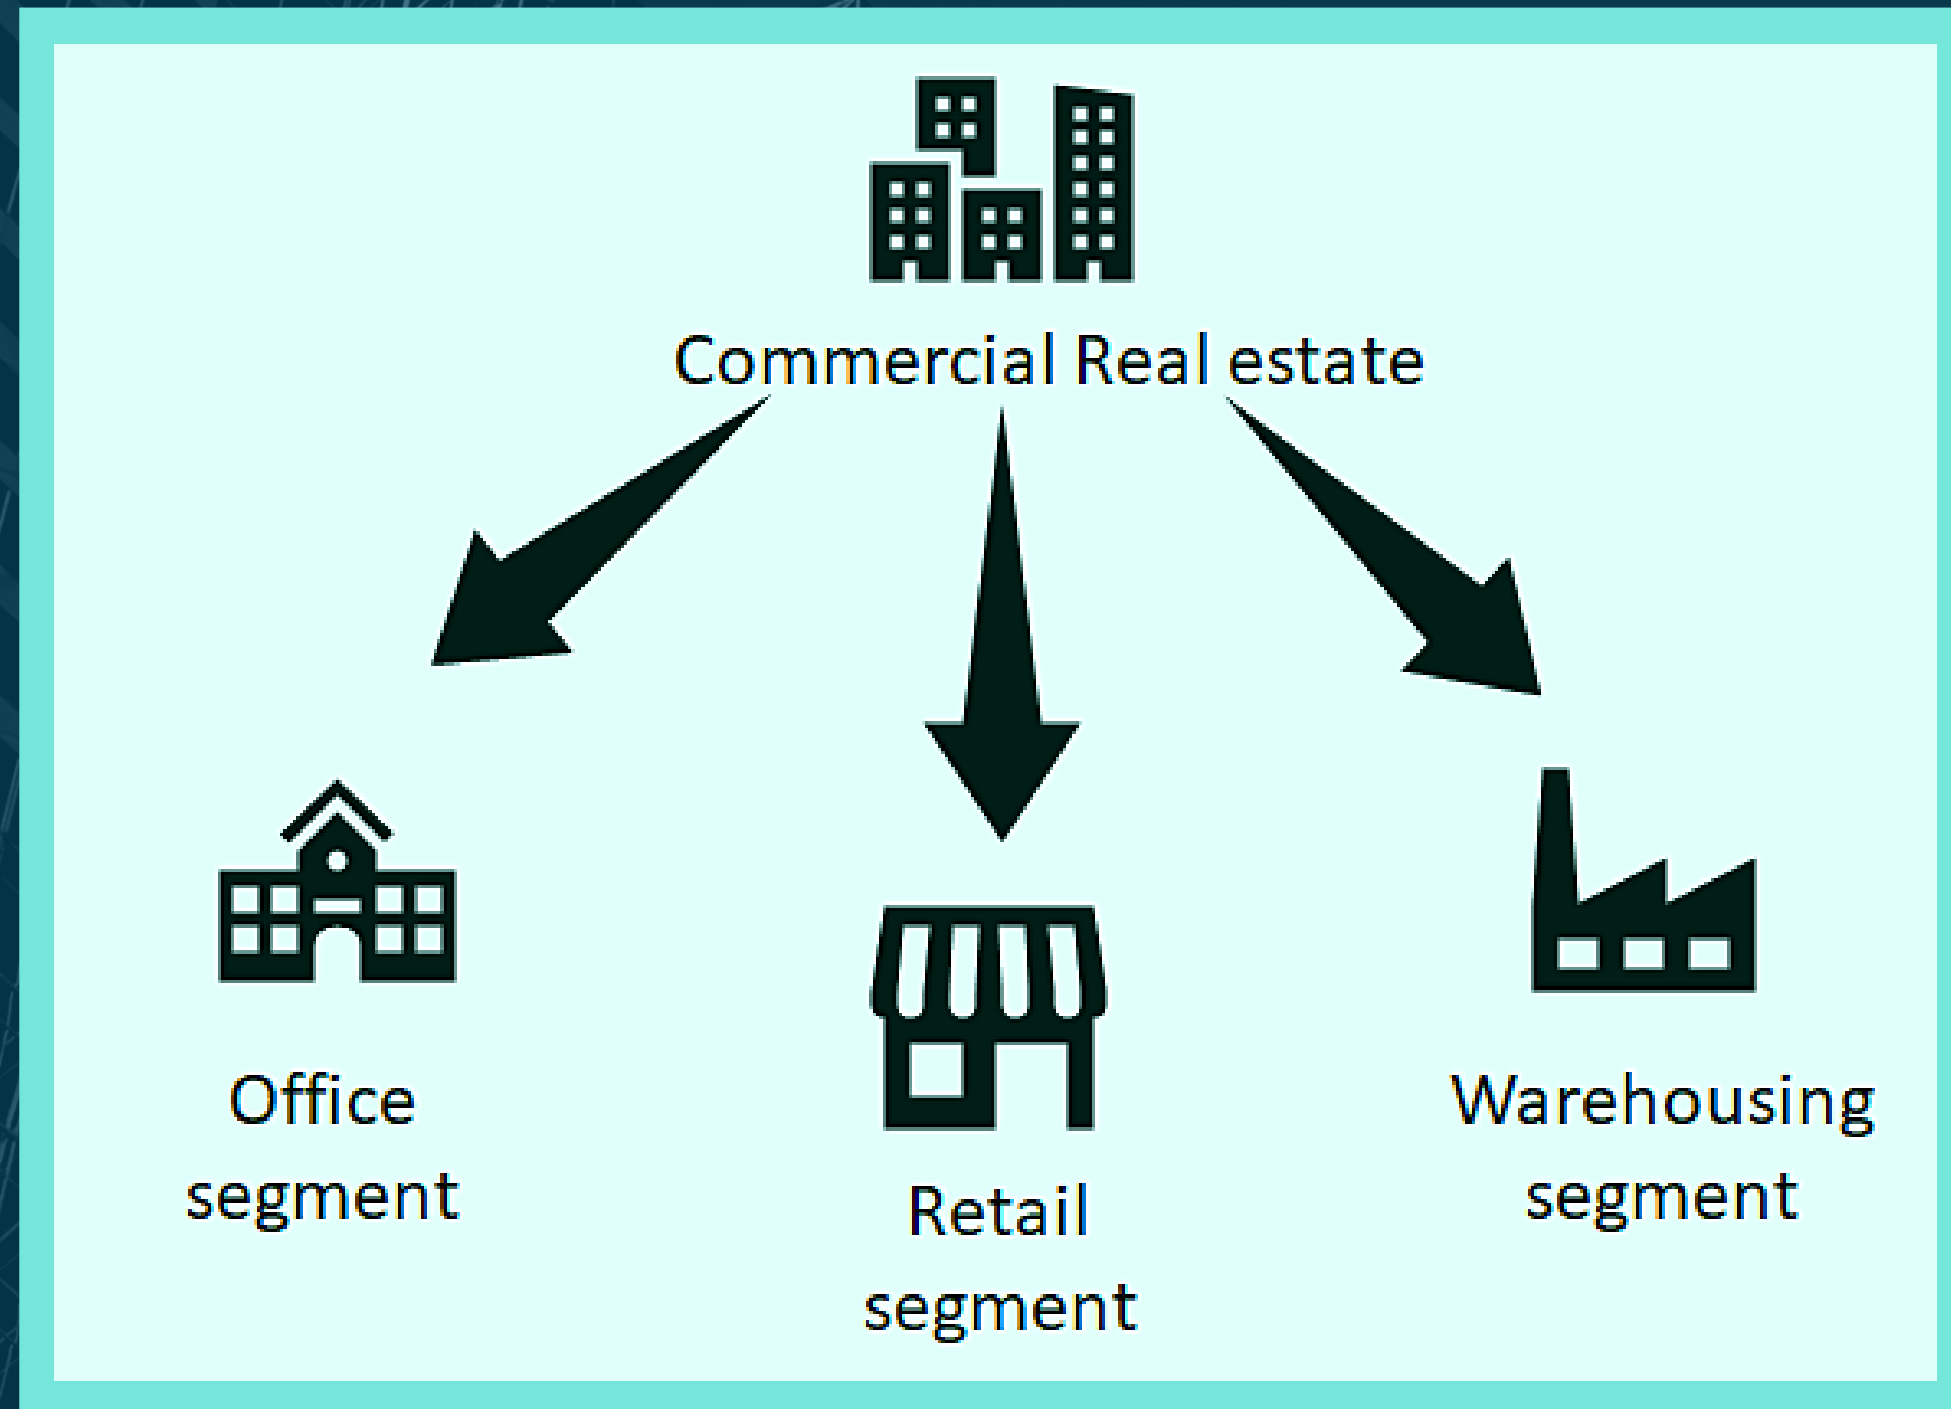 Commercial Real estate
Office
segment
Retail
segment
Warehousing
segment